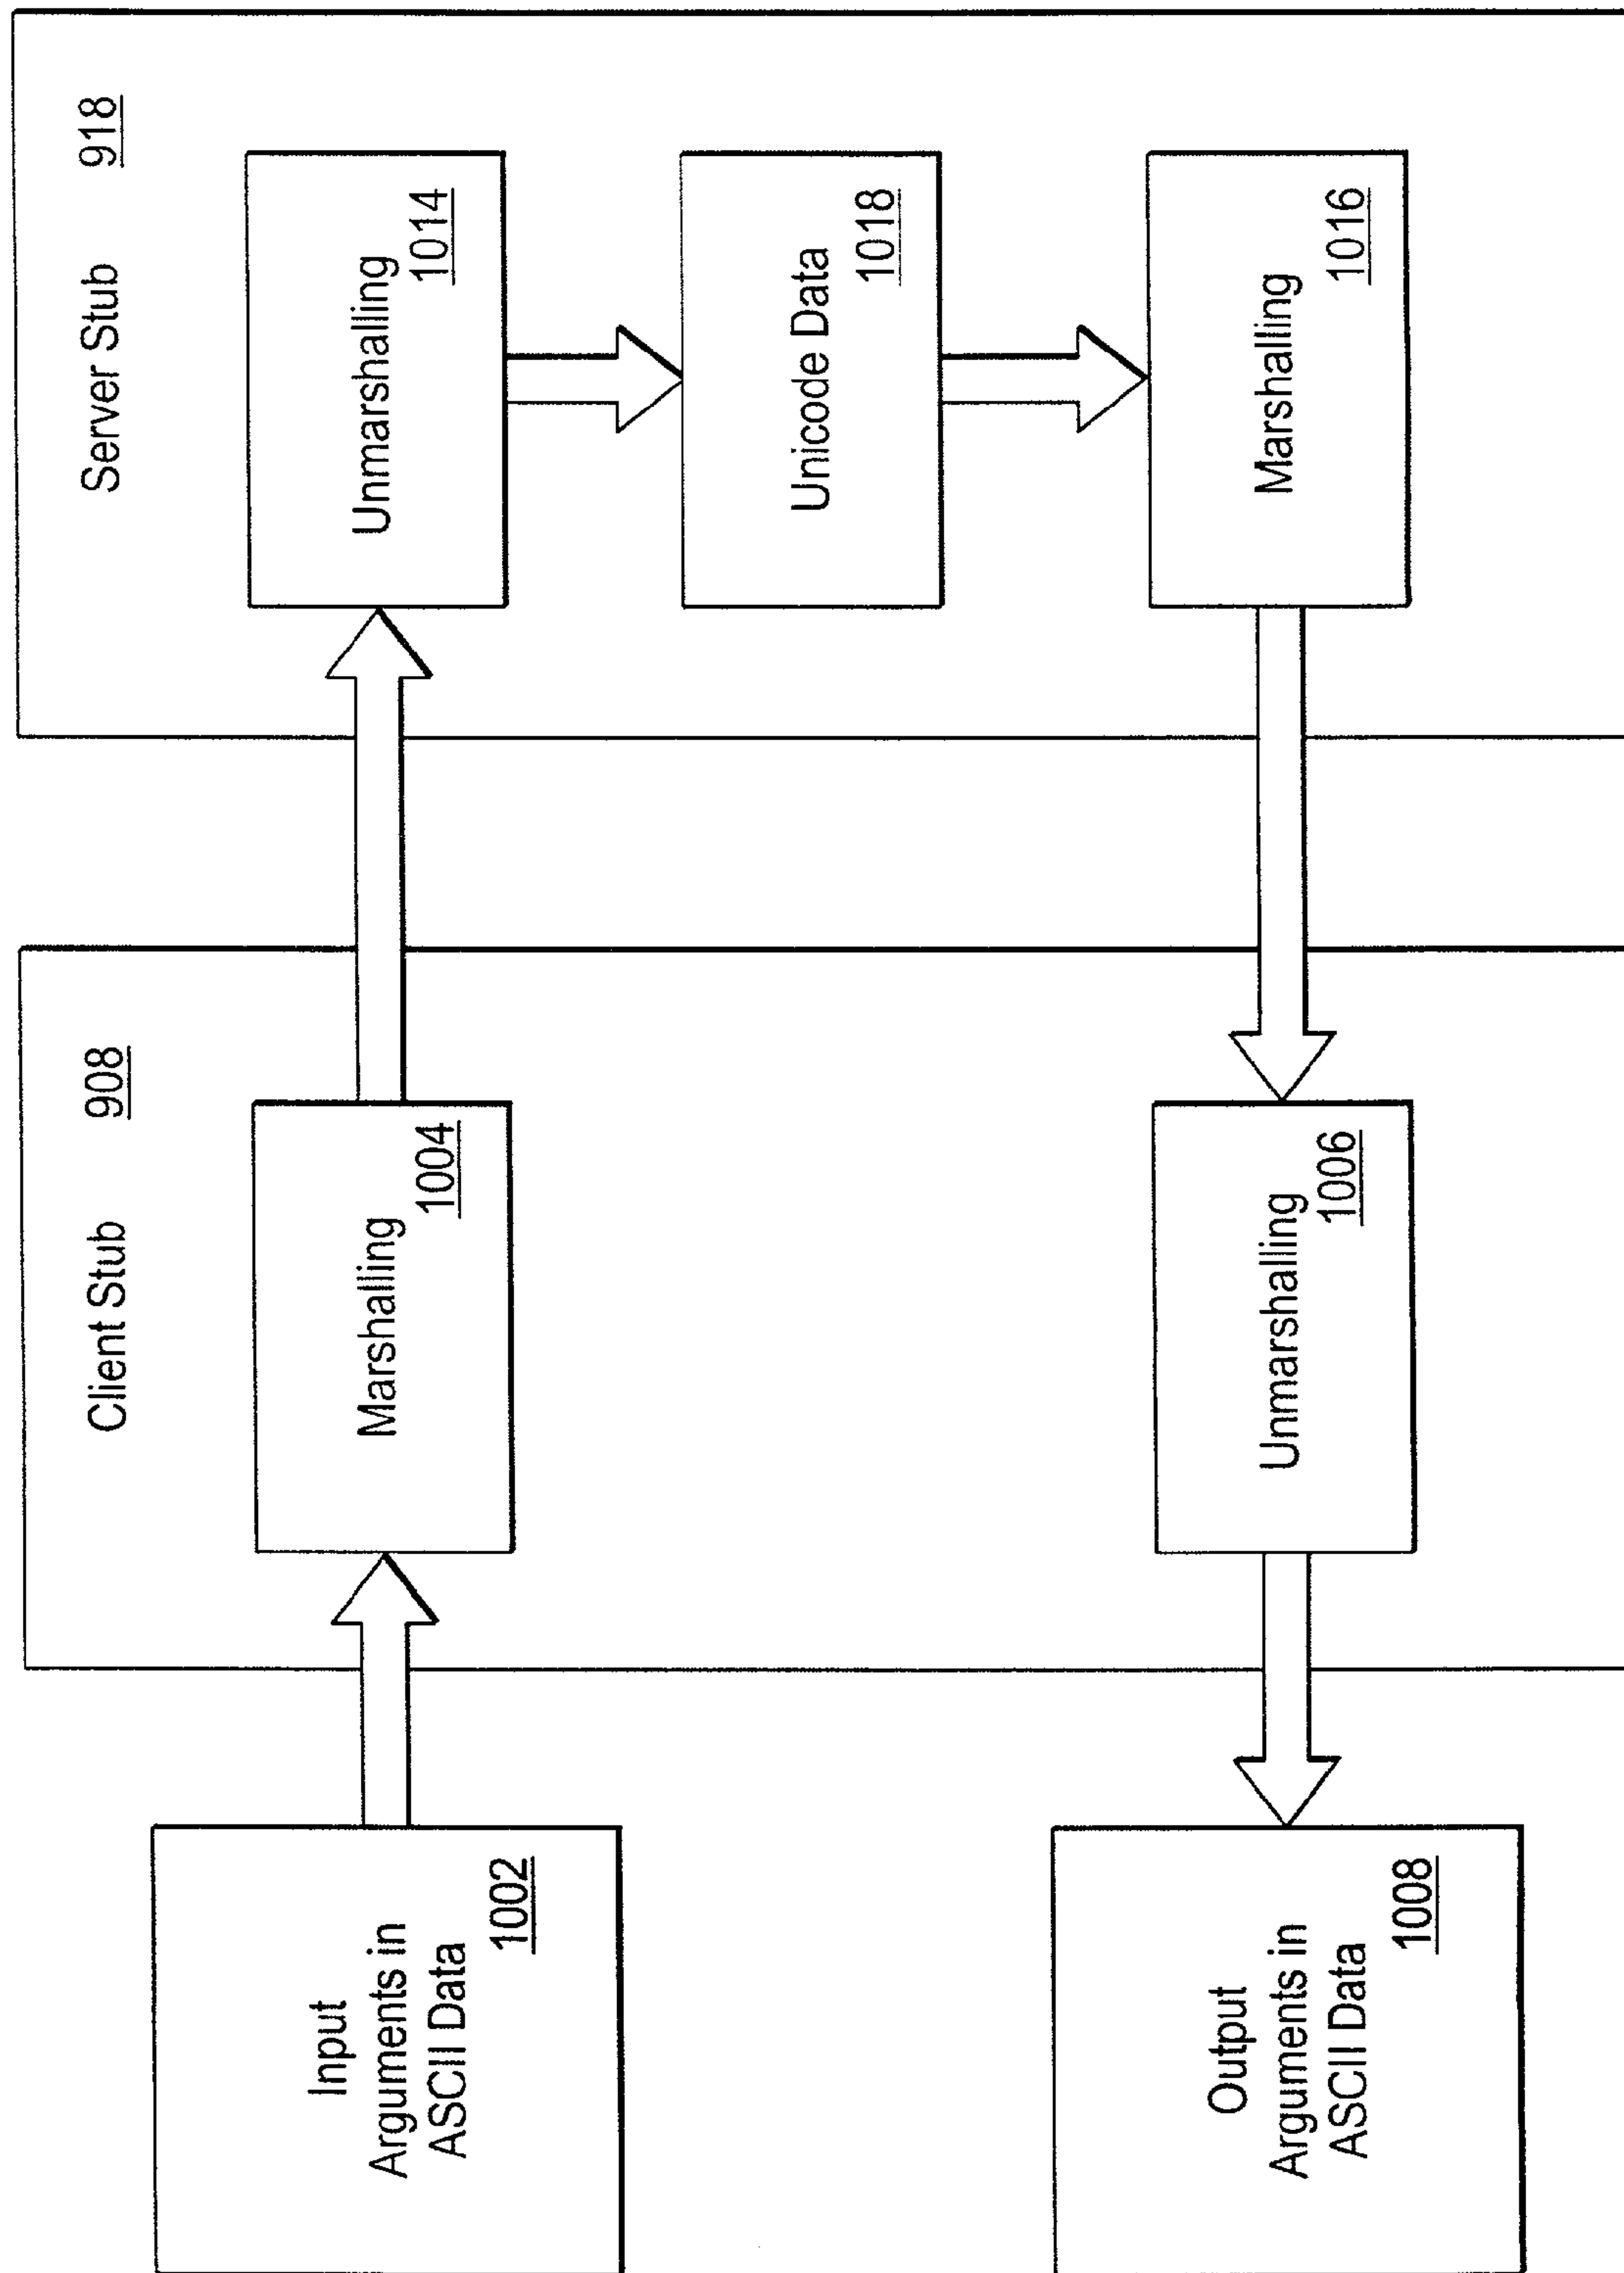 Client Stub 908
Server Stub 918
Input
Arguments in
ASCII Data
1002
Marshalling
1004
Unmarshalling
1014
Unicode Data
1018
Marshalling
1016
Unmarshalling
1006
Output
Arguments in
ASCII Data
1008